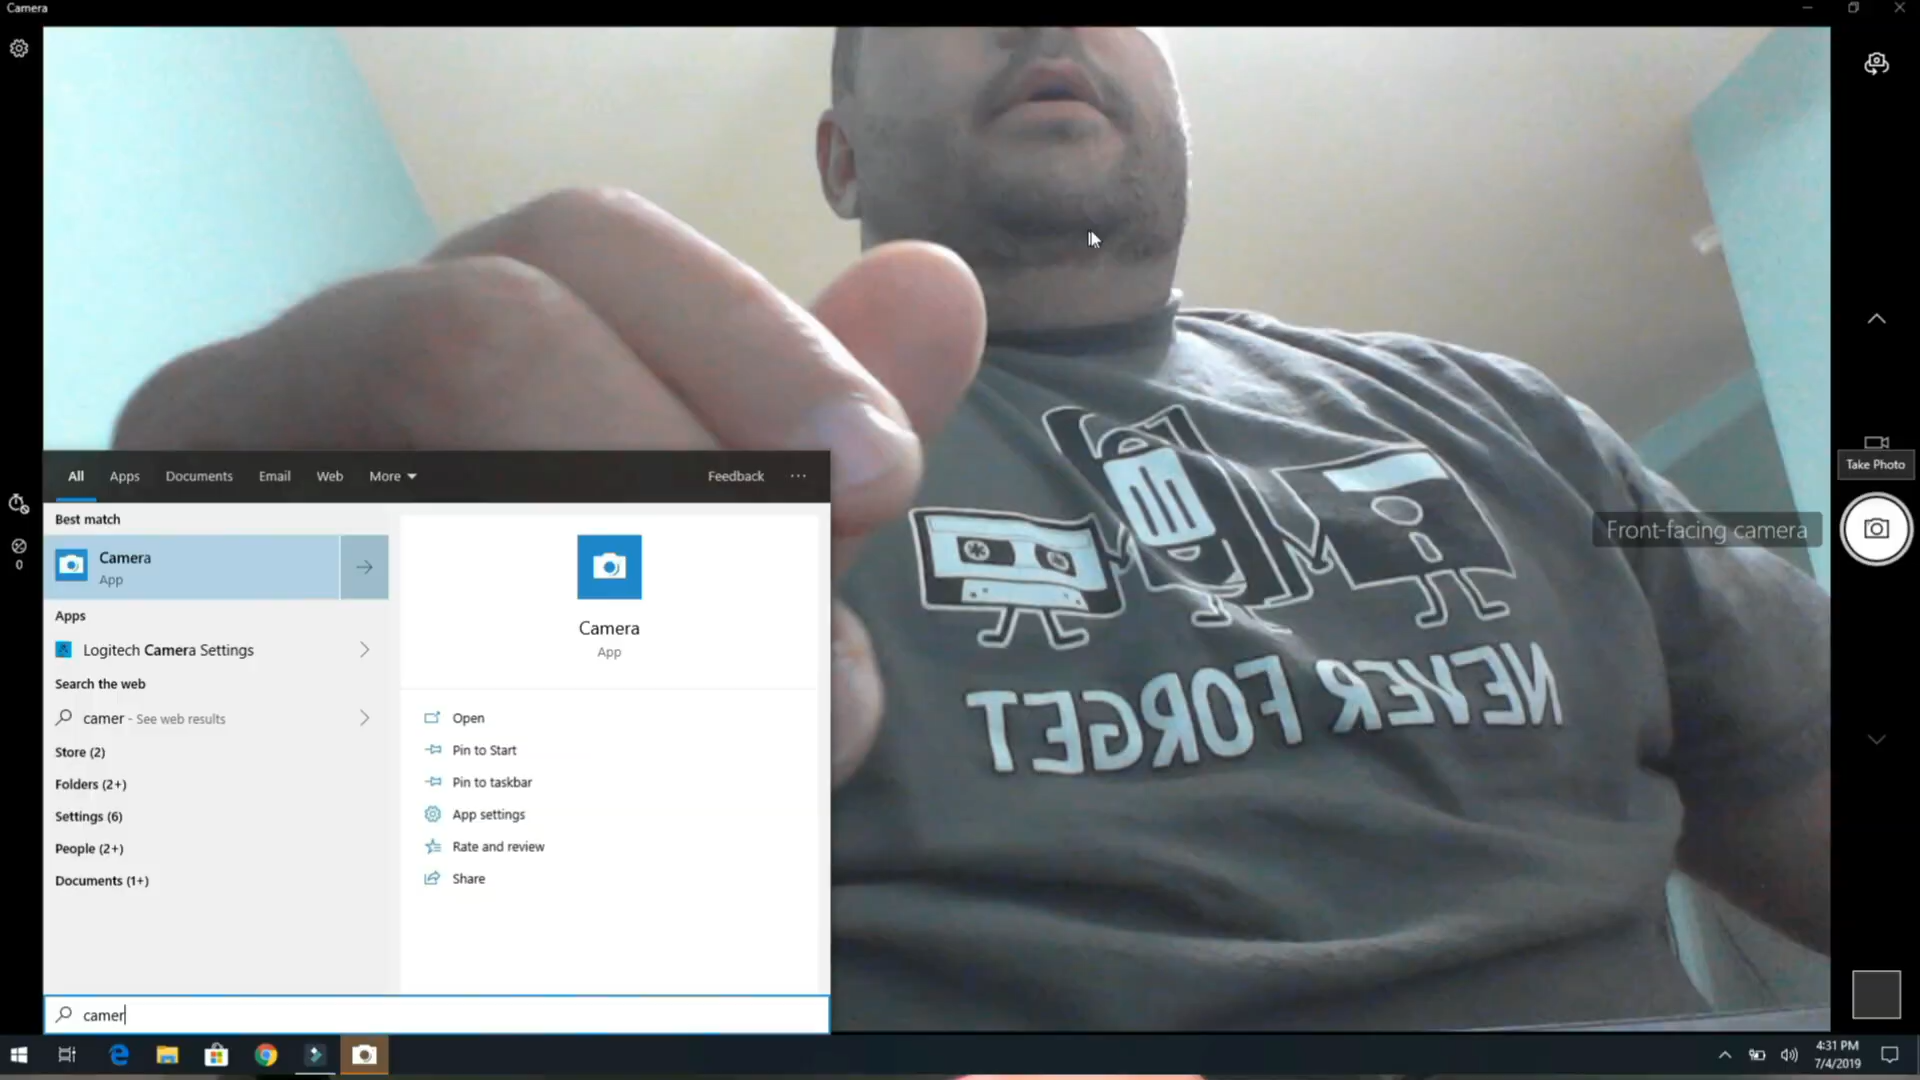 Camera
All Apps Documents Email Web More Feedback ...
Best match
Camera
App
Apps
Logitech Camera Settings
Search the web
camer - See web results
Store (2)
Folders (2+)
Settings (6)
People (2+)
Documents (1+)
Camera
App
Open
Pin to Start
Pin to taskbar
App settings
Rate and review
Share
camer
NEVER FORGET
Take Photo
Front-facing camera
0
4:31 PM
7/4/2019